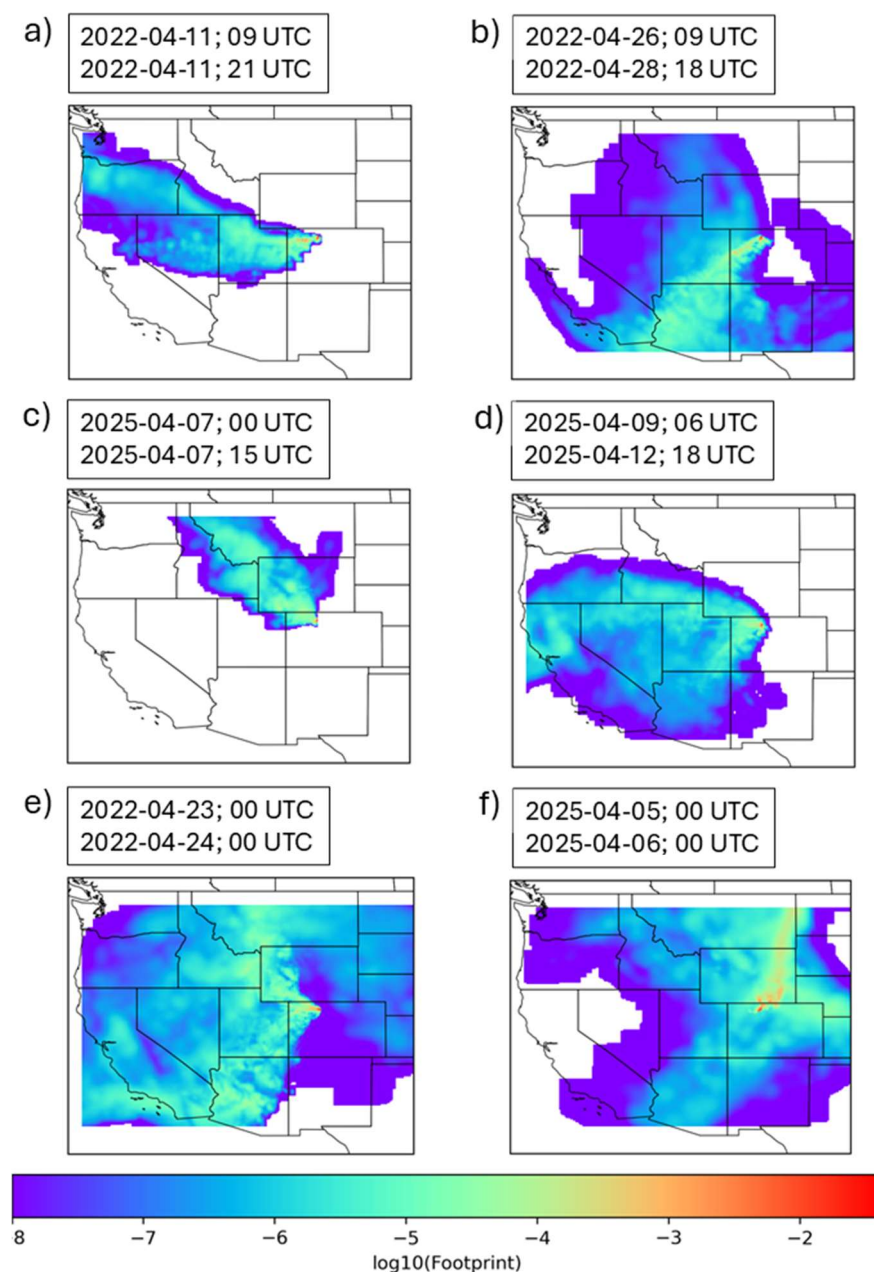 a)
2022-04-11; 09 UTC
2022-04-11; 21 UTC
b)
2022-04-26; 09 UTC
2022-04-28; 18 UTC
c)
2025-04-07; 00 UTC
2025-04-07; 15 UTC
d)
2025-04-09; 06 UTC
2025-04-12; 18 UTC
e)
2022-04-23; 00 UTC
2022-04-24; 00 UTC
f)
2025-04-05; 00 UTC
2025-04-06; 00 UTC
8 −7 −6 −5 −4 −3 −2
log10(Footprint)